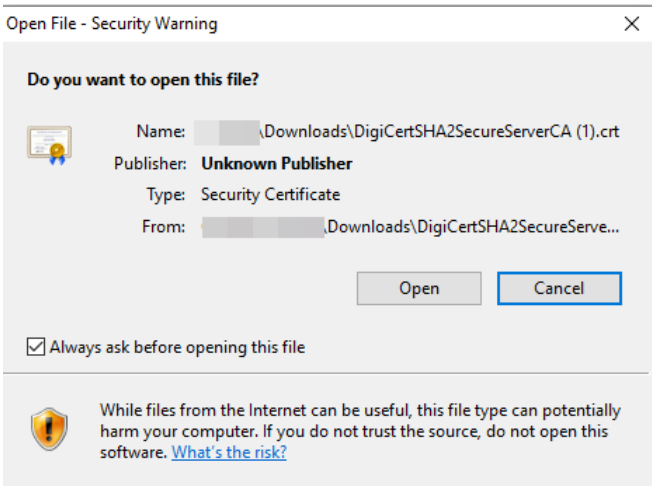 Open File - Security Warning
Do you want to open this file?
Name: \Downloads\DigiCertSHA2SecureServerCA (1).crt
Publisher: Unknown Publisher
Type: Security Certificate
From: \Downloads\DigiCertSHA2SecureServe...
Open Cancel
Always ask before opening this file
While files from the Internet can be useful, this file type can potentially
harm your computer. If you do not trust the source, do not open this
software. What's the risk?